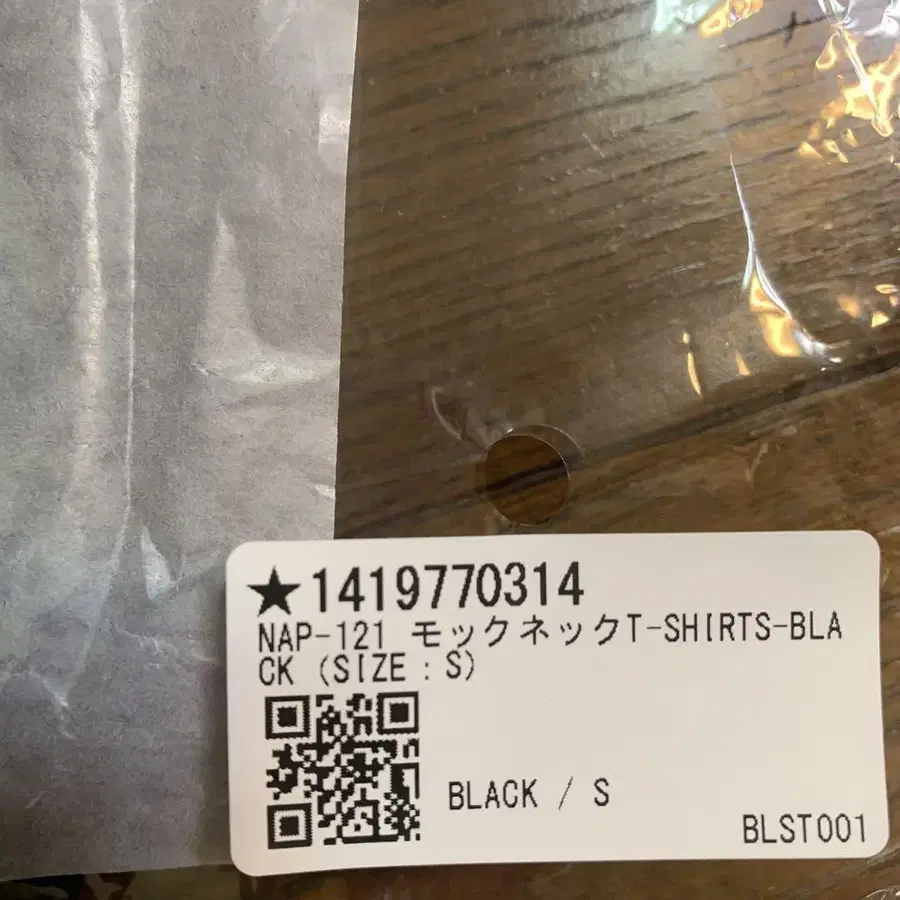 ★1419770314
NAP-121 モックネックT-SHIRTS-BLA
CK (SIZE:S)
BLACK / S
BLST001